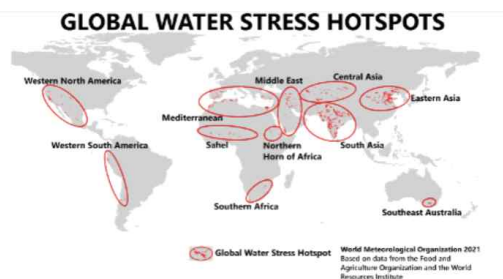 GLOBAL WATER STRESS HOTSPOTS
Western North America
Middle East
Central Asia
Eastern Asia
Mediterranean
Western South America
Sahel
Northern
Horn of Africa
South Asia
Southern Africa
Southeast Australia
Global Water Stress Hotspot
World Meteorological Organization 2021
Based on data from the Food and
Agriculture Organization and the World
Resources Institute